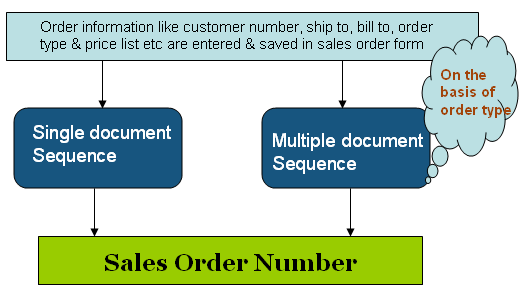 Order information like customer number, ship to, bill to, order
type & price list etc are entered & saved in sales order form
On the
basis of
order type
Single document
Sequence
Multiple document
Sequence
Sales Order Number